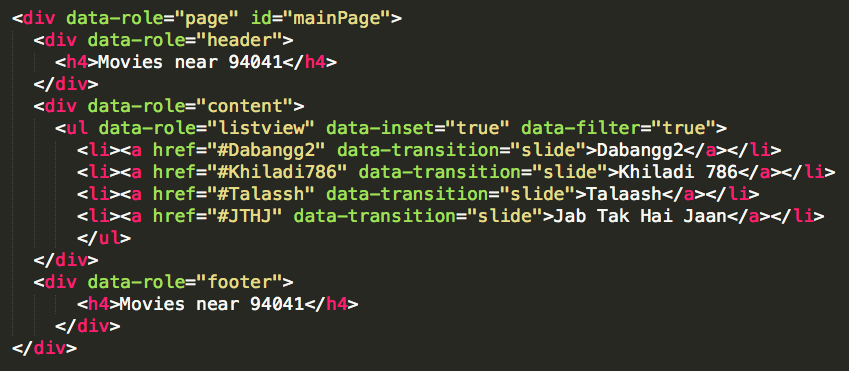 <div data-role="page" id="mainPage">
  <div data-role="header">
    <h4>Movies near 94041</h4>
  </div>
  <div data-role="content">
    <ul data-role="listview" data-inset="true" data-filter="true">
      <li><a href="#Dabangg2" data-transition="slide">Dabangg2</a></li>
      <li><a href="#Khiladi786" data-transition="slide">Khiladi 786</a></li>
      <li><a href="#Talassh" data-transition="slide">Talaash</a></li>
      <li><a href="#JTHJ" data-transition="slide">Jab Tak Hai Jaan</a></li>
      </ul>
  </div>
  <div data-role="footer">
      <h4>Movies near 94041</h4>
    </div>
</div>